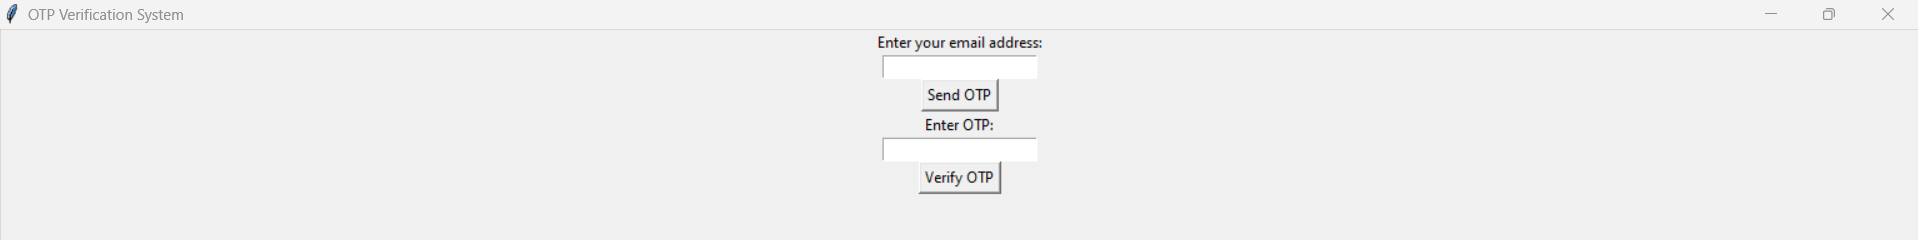 OTP Verification System
Enter your email address:
Send OTP
Enter OTP:
Verify OTP